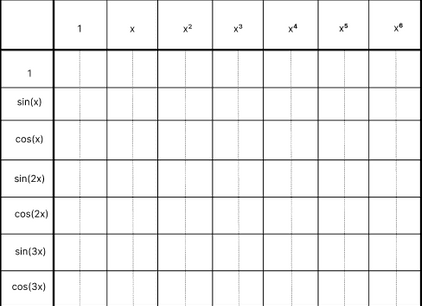 1 x x² x³ x⁴ x⁵ x⁶
1
sin(x)
cos(x)
sin(2x)
cos(2x)
sin(3x)
cos(3x)